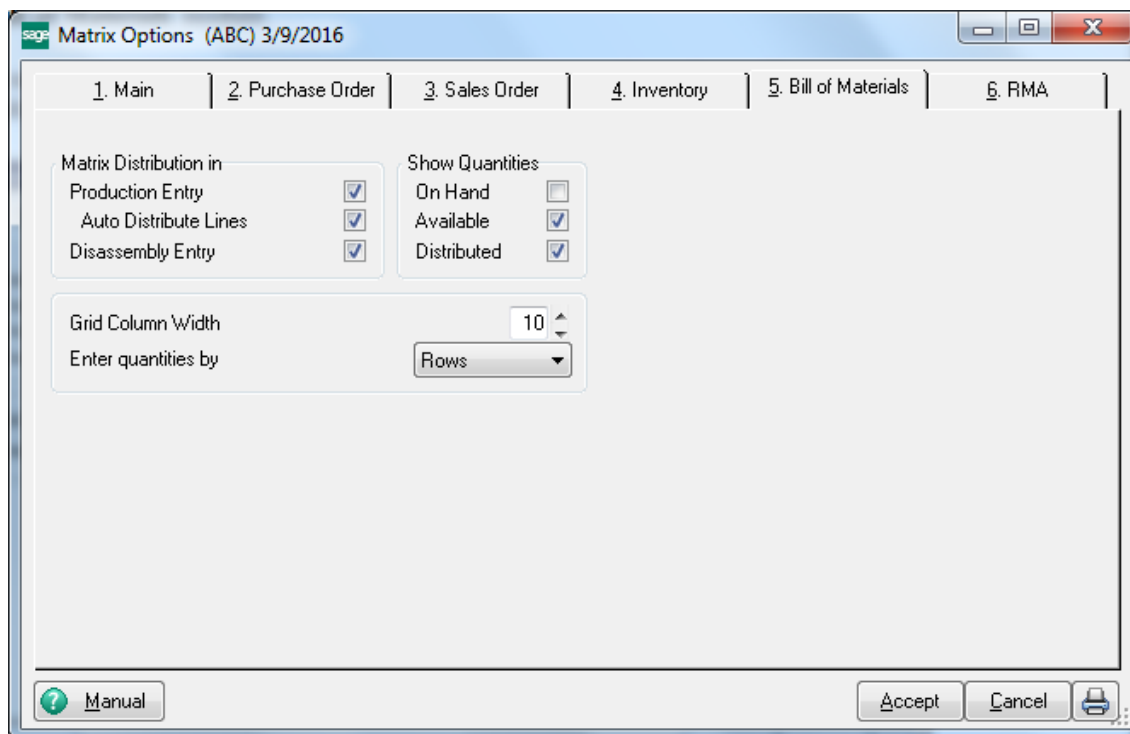 sage Matrix Options (ABC) 3/9/2016
1. Main 2. Purchase Order 3. Sales Order 4. Inventory 5. Bill of Materials 6. RMA
Matrix Distribution in Show Quantities
Production Entry On Hand
Auto Distribute Lines Available
Disassembly Entry Distributed
Grid Column Width 10
Enter quantities by Rows
? Manual Accept Cancel